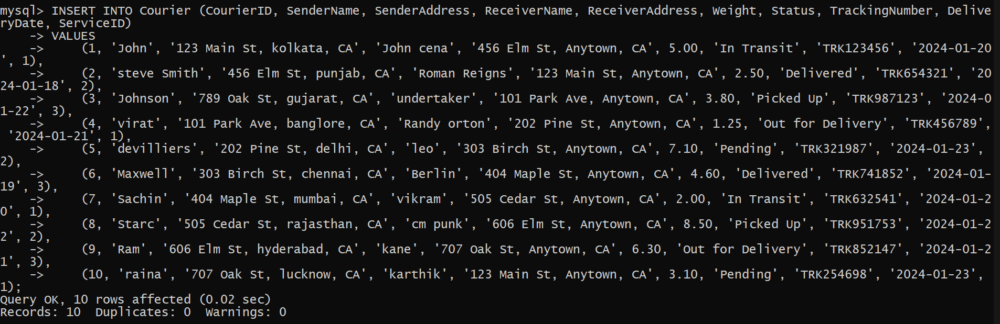 mysql> INSERT INTO Courier (CourierID, SenderName, SenderAddress, ReceiverName, ReceiverAddress, Weight, Status, TrackingNumber, Delive
ryDate, ServiceID)
    -> VALUES
    ->     (1, 'John', '123 Main St, kolkata, CA', 'John cena', '456 Elm St, Anytown, CA', 5.00, 'In Transit', 'TRK123456', '2024-01-20
', 1),
    ->     (2, 'steve Smith', '456 Elm St, punjab, CA', 'Roman Reigns', '123 Main St, Anytown, CA', 2.50, 'Delivered', 'TRK654321', '20
24-01-18', 2),
    ->     (3, 'Johnson', '789 Oak St, gujarat, CA', 'undertaker', '101 Park Ave, Anytown, CA', 3.80, 'Picked Up', 'TRK987123', '2024-0
1-22', 3),
    ->     (4, 'virat', '101 Park Ave, banglore, CA', 'Randy orton', '202 Pine St, Anytown, CA', 1.25, 'Out for Delivery', 'TRK456789',
 '2024-01-21', 1),
    ->     (5, 'devilliers', '202 Pine St, delhi, CA', 'leo', '303 Birch St, Anytown, CA', 7.10, 'Pending', 'TRK321987', '2024-01-23',
2),
    ->     (6, 'Maxwell', '303 Birch St, chennai, CA', 'Berlin', '404 Maple St, Anytown, CA', 4.60, 'Delivered', 'TRK741852', '2024-01-
19', 3),
    ->     (7, 'Sachin', '404 Maple St, mumbai, CA', 'vikram', '505 Cedar St, Anytown, CA', 2.00, 'In Transit', 'TRK632541', '2024-01-2
0', 1),
    ->     (8, 'Starc', '505 Cedar St, rajasthan, CA', 'cm punk', '606 Elm St, Anytown, CA', 8.50, 'Picked Up', 'TRK951753', '2024-01-2
2', 2),
    ->     (9, 'Ram', '606 Elm St, hyderabad, CA', 'kane', '707 Oak St, Anytown, CA', 6.30, 'Out for Delivery', 'TRK852147', '2024-01-2
1', 3),
    ->     (10, 'raina', '707 Oak St, lucknow, CA', 'karthik', '123 Main St, Anytown, CA', 3.10, 'Pending', 'TRK254698', '2024-01-23',
1);
Query OK, 10 rows affected (0.02 sec)
Records: 10  Duplicates: 0  Warnings: 0